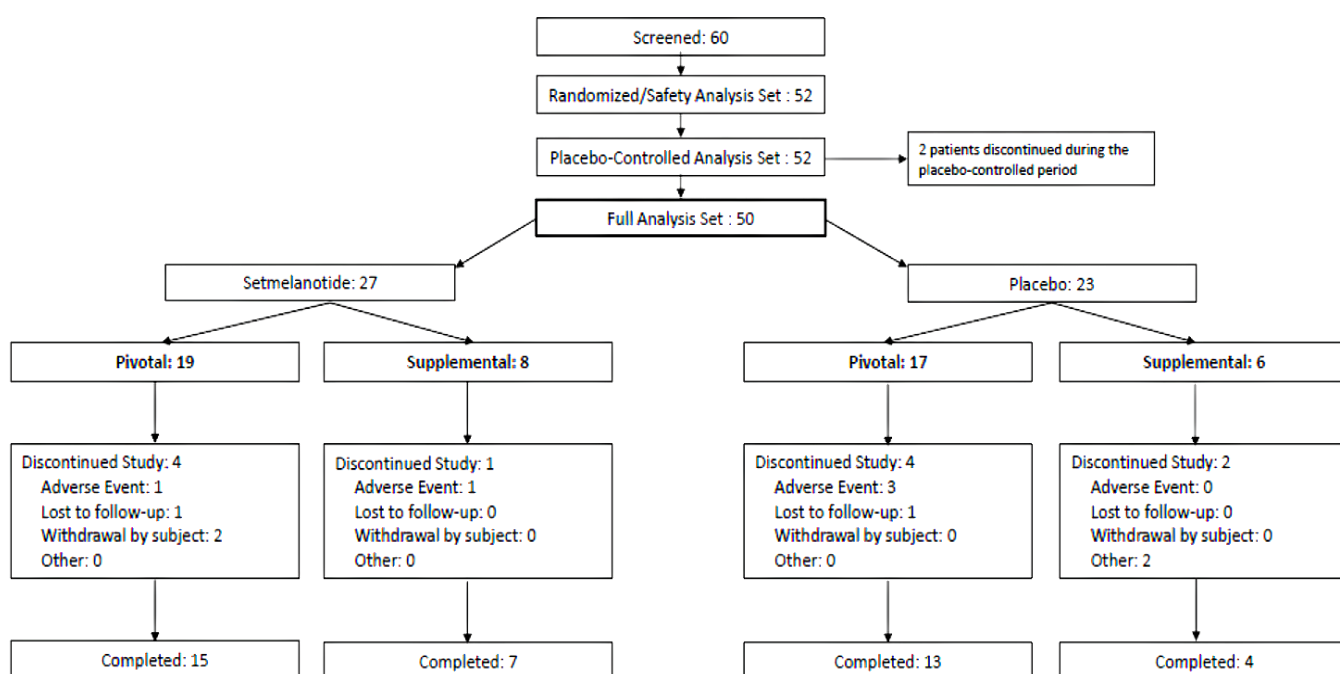 Screened: 60
Randomized/Safety Analysis Set : 52
Placebo-Controlled Analysis Set : 52
2 patients discontinued during the
placebo-controlled period
Full Analysis Set : 50
Setmelanotide: 27
Placebo: 23
Pivotal: 19
Supplemental: 8
Pivotal: 17
Supplemental: 6
Discontinued Study: 4
Adverse Event: 1
Lost to follow-up: 1
Withdrawal by subject: 2
Other: 0
Discontinued Study: 1
Adverse Event: 1
Lost to follow-up: 0
Withdrawal by subject: 0
Other: 0
Discontinued Study: 4
Adverse Event: 3
Lost to follow-up: 1
Withdrawal by subject: 0
Other: 0
Discontinued Study: 2
Adverse Event: 0
Lost to follow-up: 0
Withdrawal by subject: 0
Other: 2
Completed: 15
Completed: 7
Completed: 13
Completed: 4